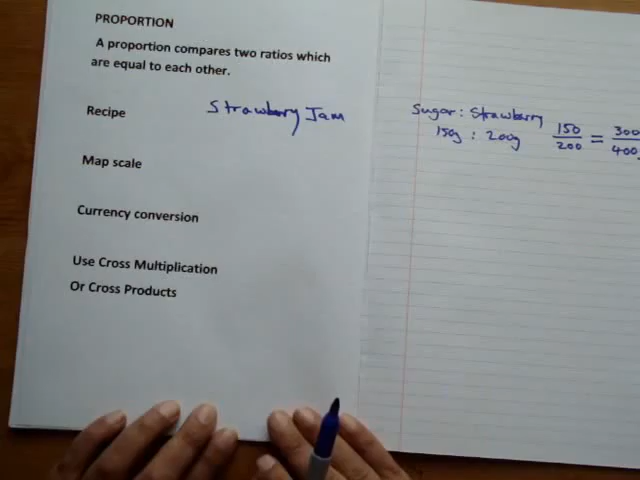 PROPORTION
A proportion compares two ratios which
are equal to each other.
Recipe
Strawberry Jam
Map scale
Currency conversion
Use Cross Multiplication
Or Cross Products
Sugar : Strawberry
150g : 200g 150/200 = 300/400g